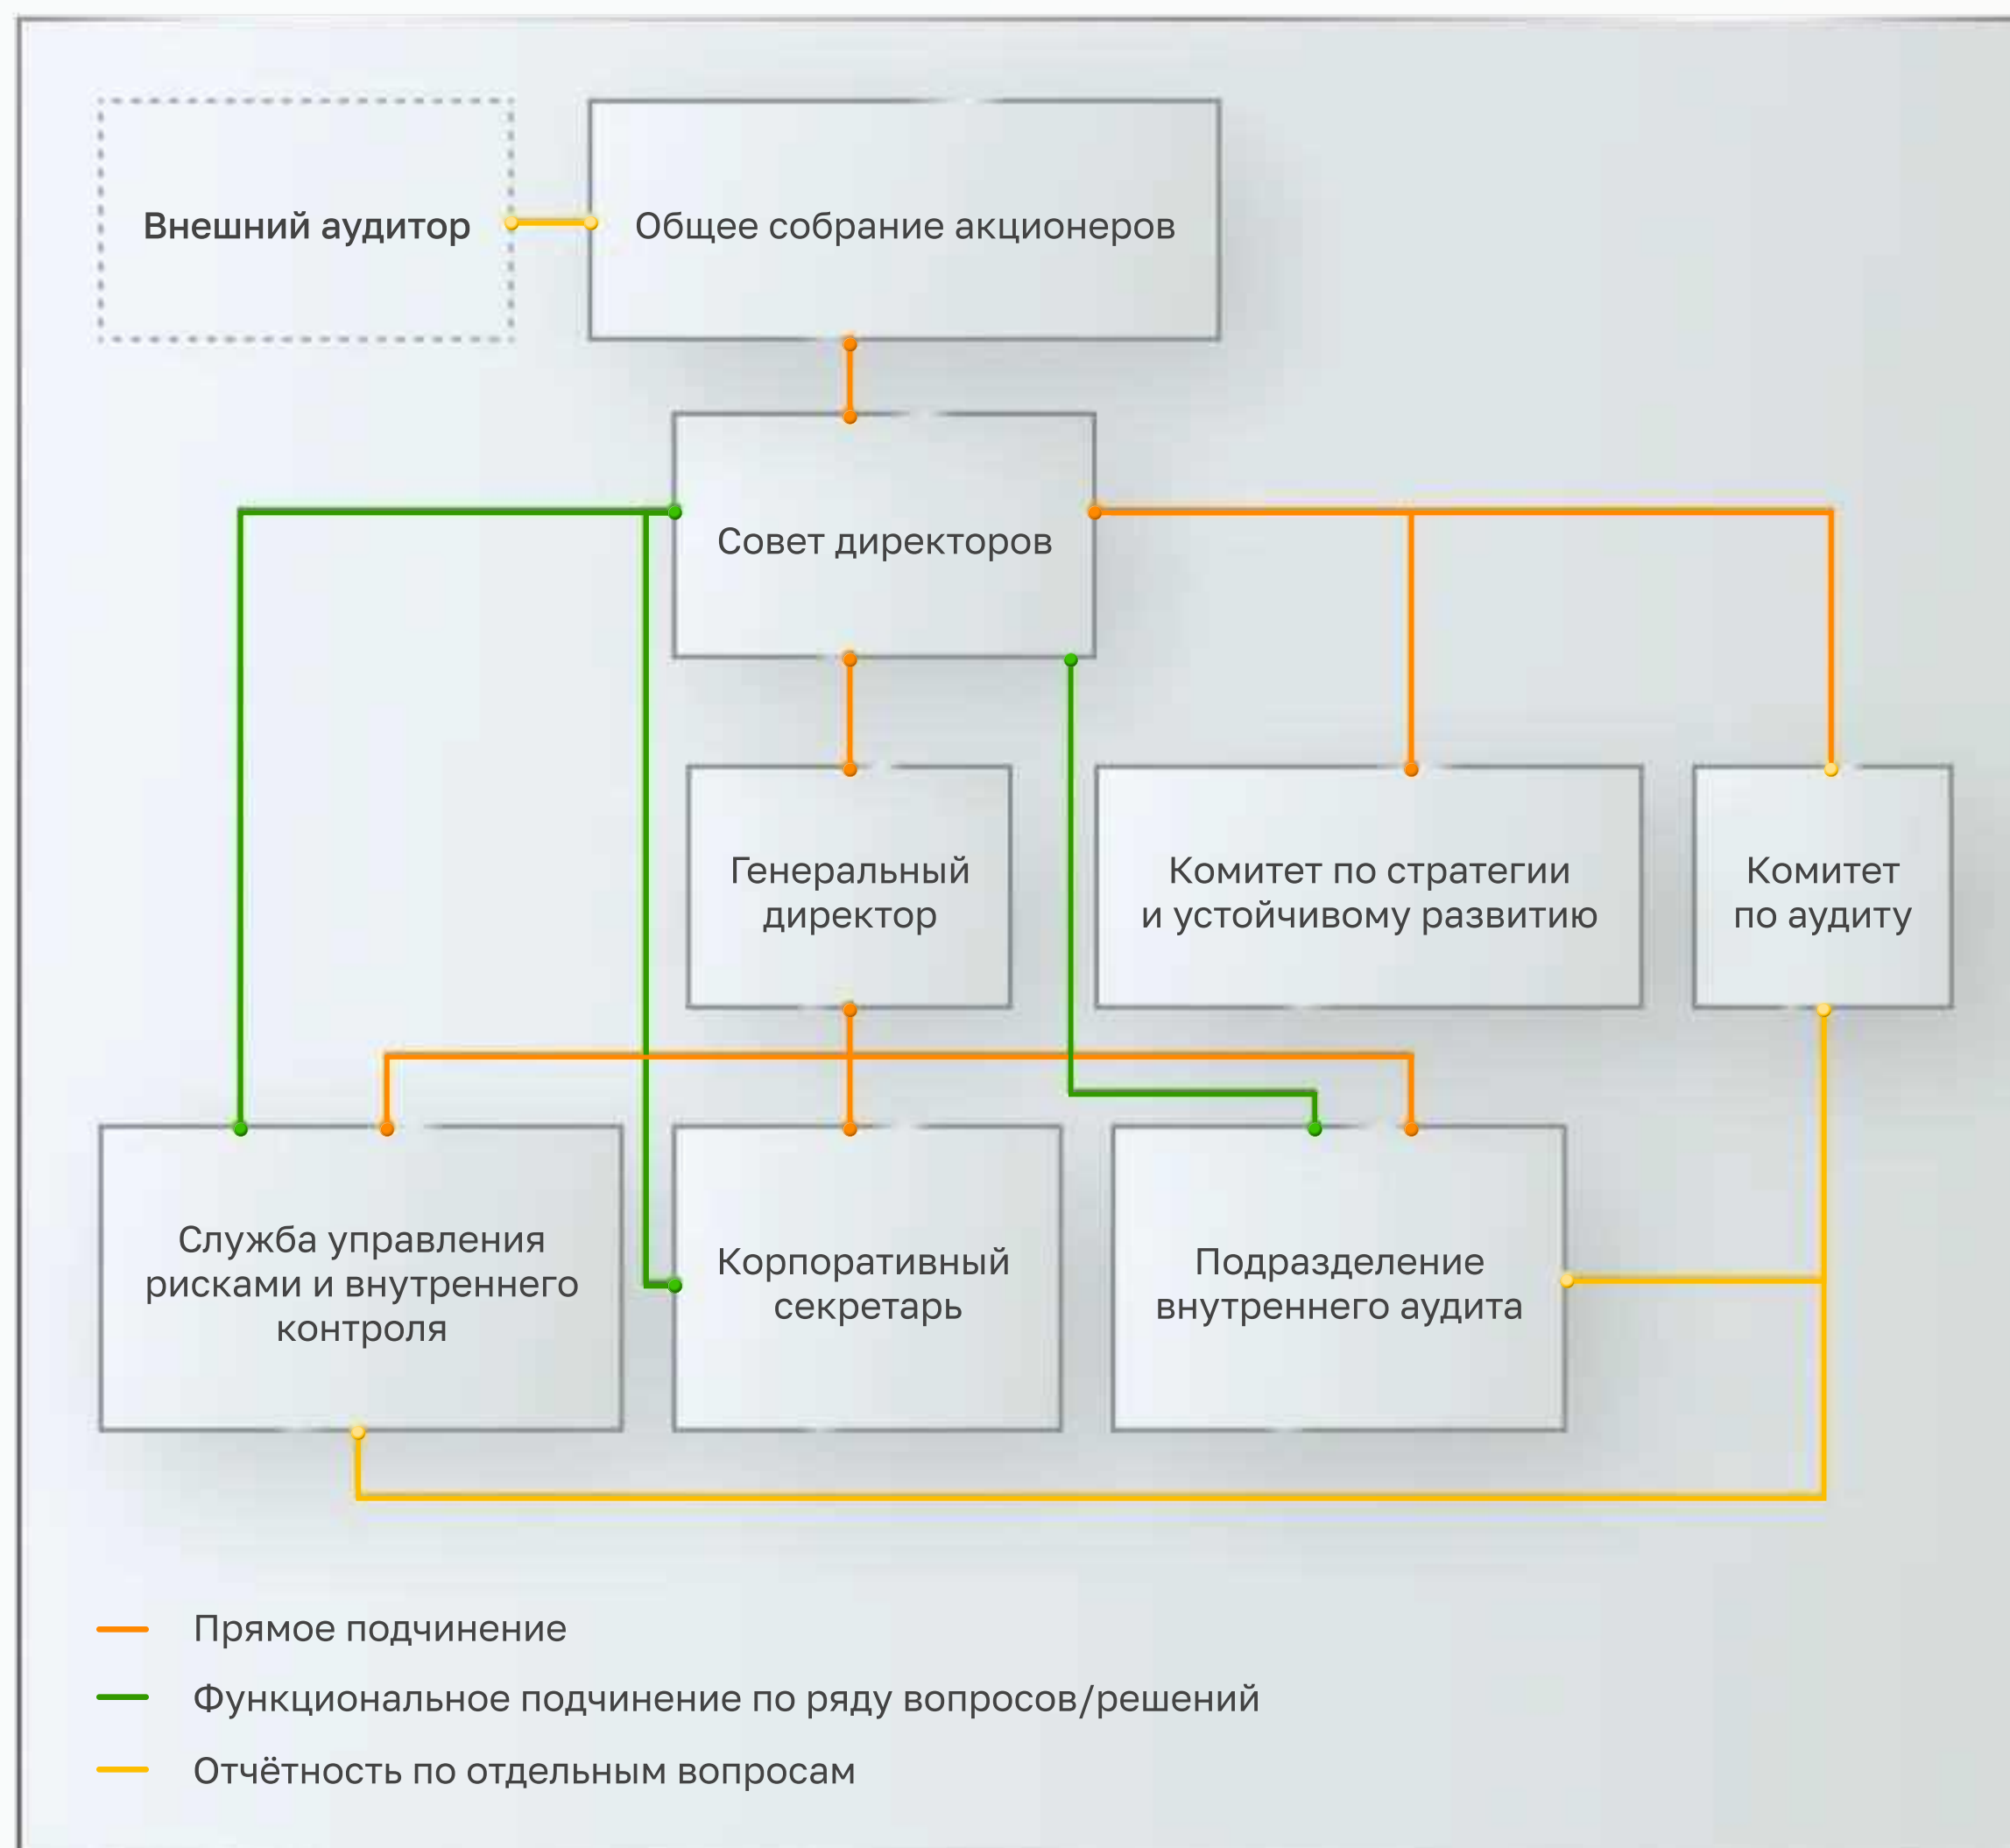 Внешний аудитор
Общее собрание акционеров
Совет директоров
Генеральный
директор
Комитет по стратегии
и устойчивому развитию
Комитет
по аудиту
Служба управления
рисками и внутреннего
контроля
Корпоративный
секретарь
Подразделение
внутреннего аудита
Прямое подчинение
Функциональное подчинение по ряду вопросов/решений
Отчётность по отдельным вопросам